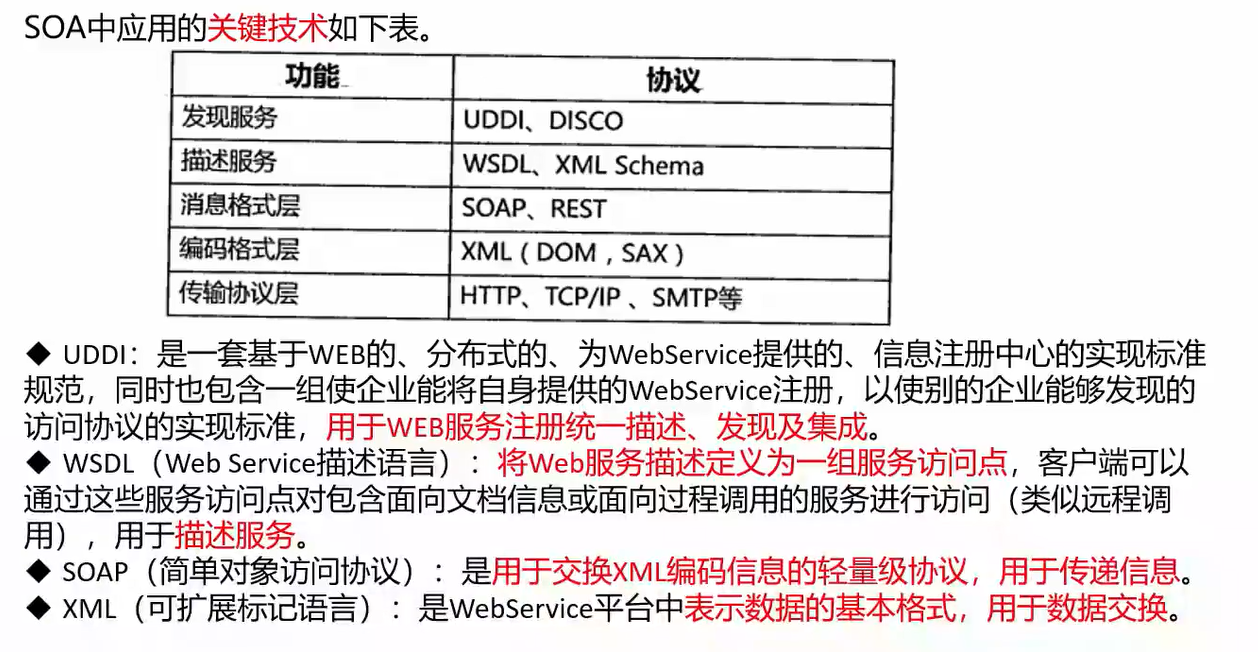 SOA中应用的关键技术如下表。
功能 协议
发现服务 UDDI、DISCO
描述服务 WSDL、XML Schema
消息格式层 SOAP、REST
编码格式层 XML（DOM，SAX）
传输协议层 HTTP、TCP/IP 、SMTP等
◆ UDDI：是一套基于WEB的、分布式的、为WebService提供的、信息注册中心的实现标准
规范，同时也包含一组使企业能将自身提供的WebService注册，以使别的企业能够发现的
访问协议的实现标准，用于WEB服务注册统一描述、发现及集成。
◆ WSDL（Web Service描述语言）：将Web服务描述定义为一组服务访问点，客户端可以
通过这些服务访问点对包含面向文档信息或面向过程调用的服务进行访问（类似远程调
用），用于描述服务。
◆ SOAP（简单对象访问协议）：是用于交换XML编码信息的轻量级协议，用于传递信息。
◆ XML（可扩展标记语言）：是WebService平台中表示数据的基本格式，用于数据交换。